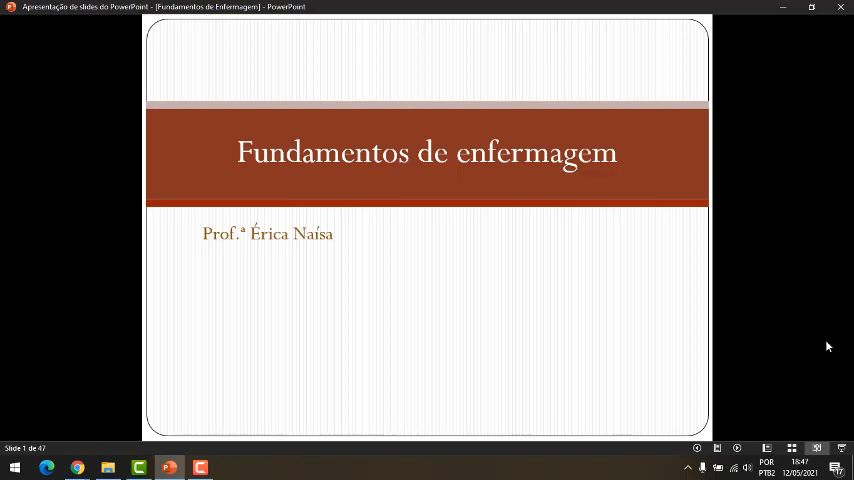 Apresentação de slides do PowerPoint - [Fundamentos de Enfermagem] - PowerPoint
Fundamentos de enfermagem
Prof.ª Érica Naísa
Slide 1 de 47
POR
PTB2
18:47
12/05/2021